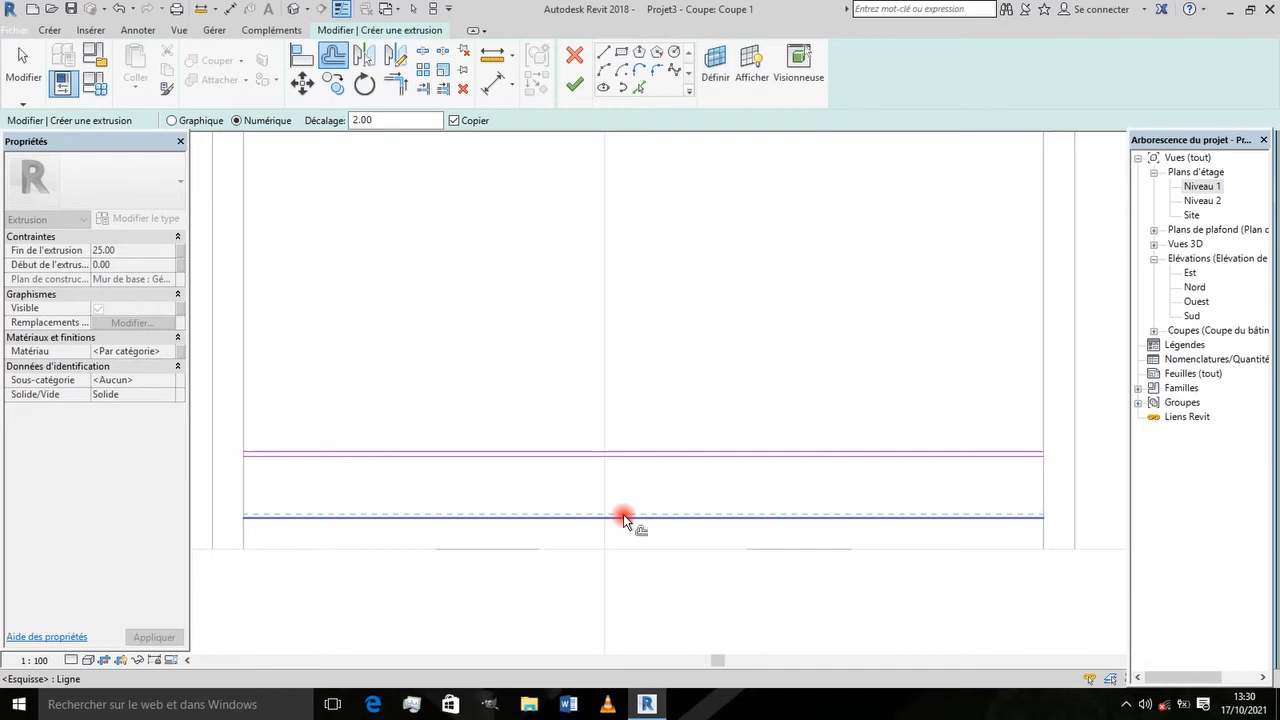 Autodesk Revit 2018 - Projet3 - Coupe: Coupe 1
Entrez mot-clé ou expression
Se connecter
Fichier Créer Insérer Annoter Vue Gérer Compléments Modifier | Créer une extrusion
Modifier
Coller
Couper
Attacher
Définir Afficher Visionneuse
Modifier | Créer une extrusion
Graphique Numérique Décalage: 2.00 Copier
Propriétés
R
Extrusion
Modifier le type
Contraintes
Fin de l'extrusion 25.00
Début de l'extrus... 0.00
Plan de construc... Mur de base : Gé...
Graphismes
Visible
Remplacements ... Modifier...
Matériaux et finitions
Matériau <Par catégorie>
Données d'identification
Sous-catégorie <Aucun>
Solide/Vide Solide
Aide des propriétés
Appliquer
Arborescence du projet - Pr...
Vues (tout)
Plans d'étage
Niveau 1
Niveau 2
Site
Plans de plafond (Plan d
Vues 3D
Elévations (Elévation de
Est
Nord
Ouest
Sud
Coupes (Coupe du bâtin
Légendes
Nomenclatures/Quantité
Feuilles (tout)
Familles
Groupes
Liens Revit
1 : 100
<Esquisse> : Ligne
Rechercher sur le web et dans Windows
13:30
17/10/2021